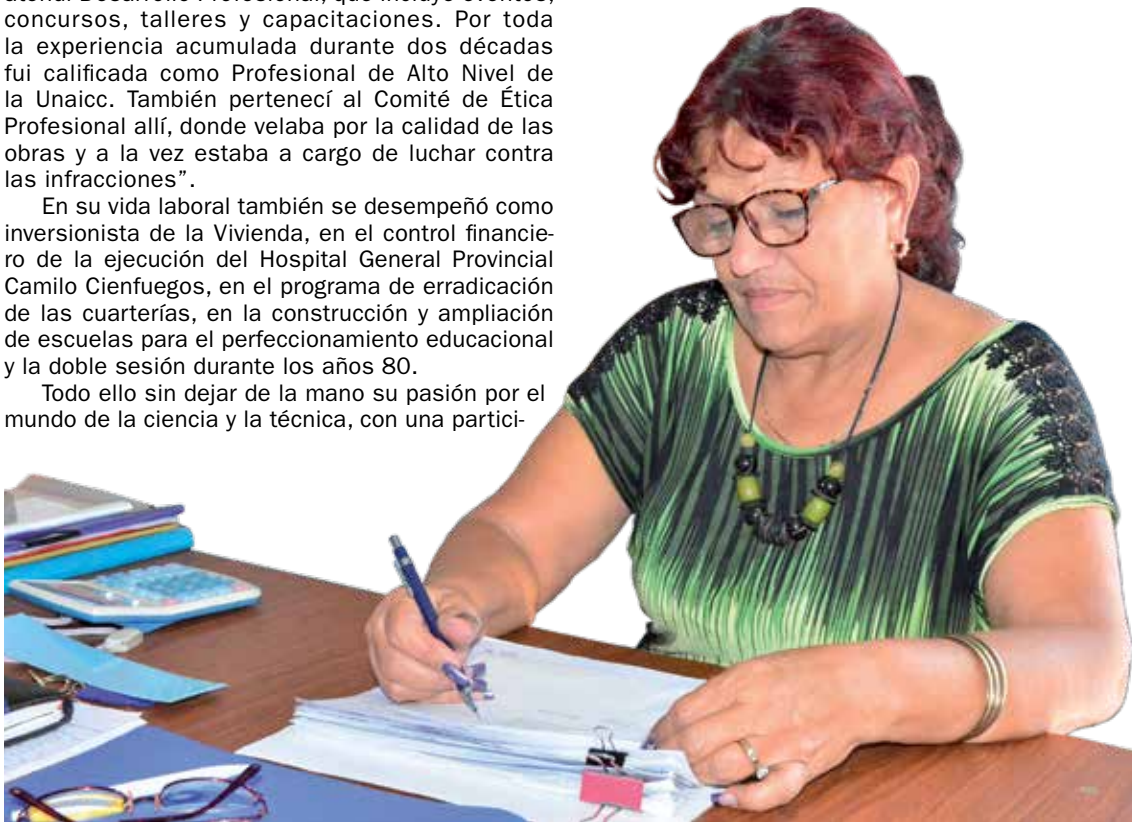 Desarrollo Profesional, que incluye eventos,
concursos, talleres y capacitaciones. Por toda
la experiencia acumulada durante dos décadas
fui calificada como Profesional de Alto Nivel de
la Unaicc. También pertenecí al Comité de Ética
Profesional allí, donde velaba por la calidad de las
obras y a la vez estaba a cargo de luchar contra
las infracciones”.
En su vida laboral también se desempeñó como
inversionista de la Vivienda, en el control financie-
ro de la ejecución del Hospital General Provincial
Camilo Cienfuegos, en el programa de erradicación
de las cuarterías, en la construcción y ampliación
de escuelas para el perfeccionamiento educacional
y la doble sesión durante los años 80.
Todo ello sin dejar de la mano su pasión por el
mundo de la ciencia y la técnica, con una partici-